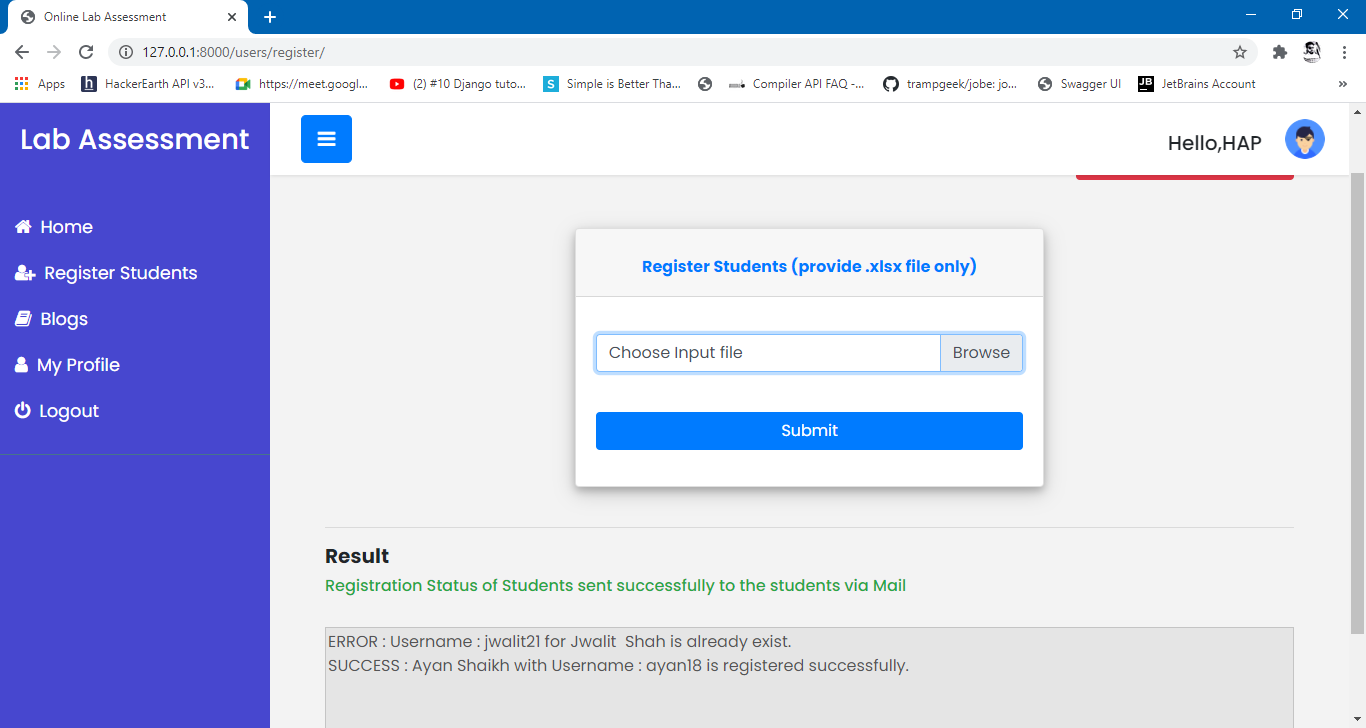 Online Lab Assessment
127.0.0.1:8000/users/register/
Apps
HackerEarth API v3...
https://meet.googl...
(2) #10 Django tuto...
Simple is Better Tha...
Compiler API FAQ -...
trampgeek/jobe: jo...
Swagger UI
JetBrains Account
Lab Assessment
Hello,HAP
Home
Register Students
Blogs
My Profile
Logout
Register Students (provide .xlsx file only)
Choose Input file
Browse
Submit
Result
Registration Status of Students sent successfully to the students via Mail
ERROR : Username : jwalit21 for Jwalit  Shah is already exist.
SUCCESS : Ayan Shaikh with Username : ayan18 is registered successfully.